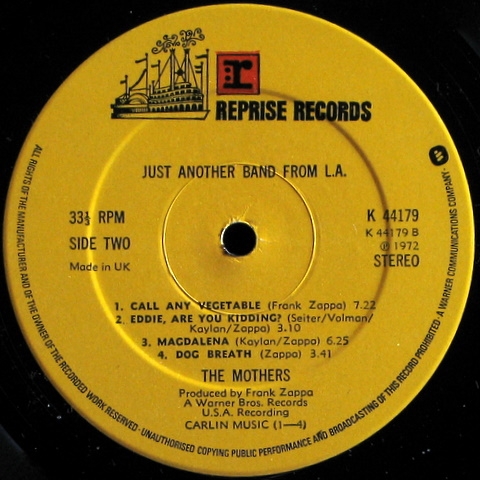 r
REPRISE RECORDS
JUST ANOTHER BAND FROM L.A.
33⅓ RPM
SIDE TWO
Made in UK
K 44179
K 44179 B
℗ 1972
STEREO
1. CALL ANY VEGETABLE (Frank Zappa) 7.22
2. EDDIE, ARE YOU KIDDING? (Seiter/Volman/
Kaylan/Zappa) 3.10
3. MAGDALENA (Kaylan/Zappa) 6.25
4. DOG BREATH (Zappa) 3.41
THE MOTHERS
Produced by Frank Zappa
A Warner Bros. Records
U.S.A. Recording
CARLIN MUSIC (1—4)
ALL RIGHTS OF THE MANUFACTURER AND OF THE OWNER OF THE RECORDED WORK RESERVED · UNAUTHORISED COPYING PUBLIC PERFORMANCE AND BROADCASTING OF THIS RECORD PROHIBITED · A WARNER COMMUNICATIONS COMPANY ·